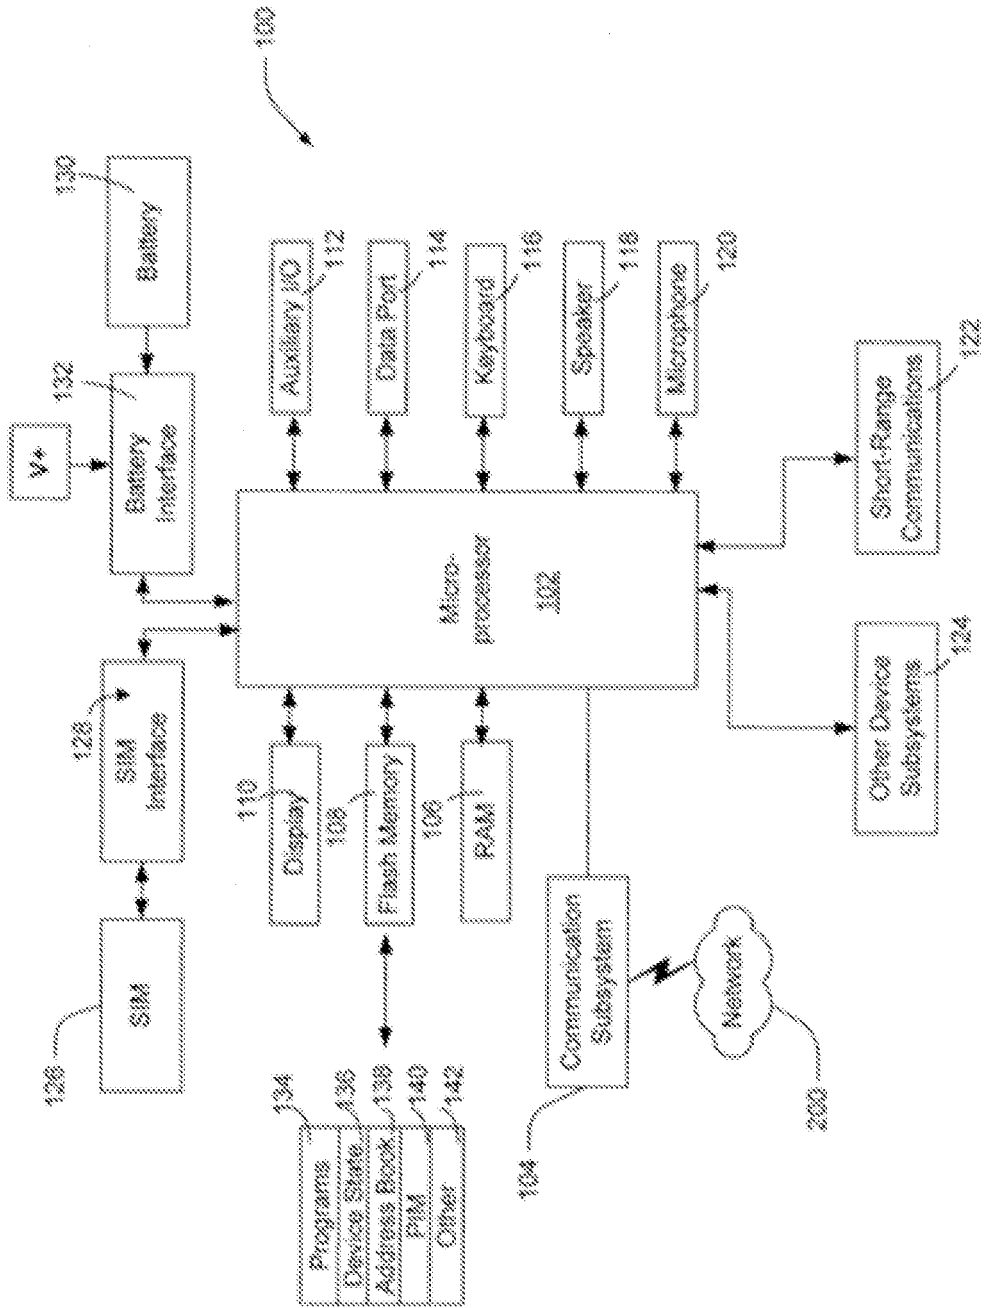 V+
126
128
132
130
SIM
SIM
Interface
Battery
Interface
Battery
100
110
Display
Auxiliary I/O
112
Programs
134
Device State
136
Address Book
138
PIM
140
Other
142
108
Flash Memory
Data Port
114
106
RAM
Micro-
processor
102
Keyboard
116
Speaker
118
Microphone
120
104
Communication
Subsystem
Network
200
Other Device
Subsystems
124
Short-Range
Communications
122